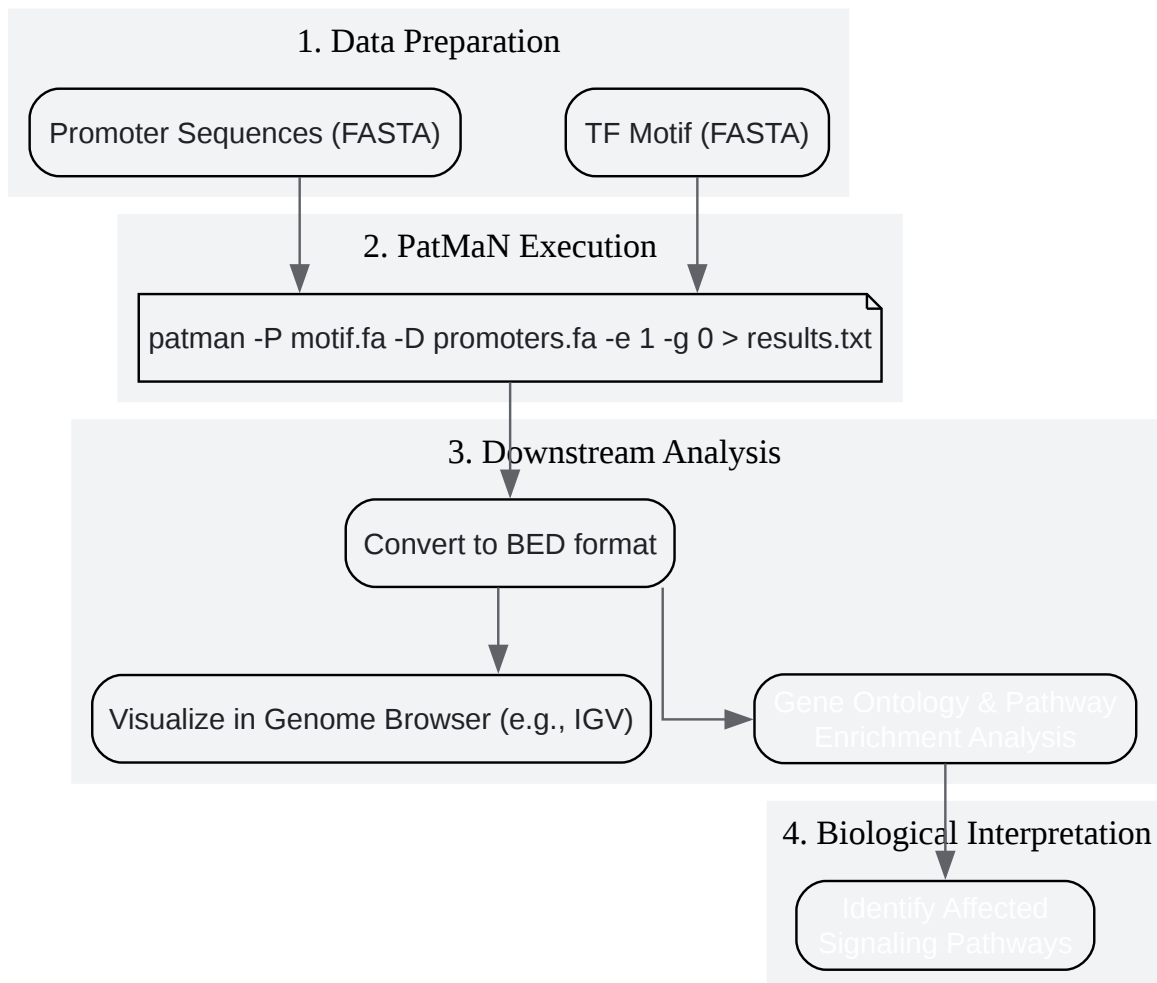 1. Data Preparation
Promoter Sequences (FASTA)
TF Motif (FASTA)
2. PatMaN Execution
patman -P motif.fa -D promoters.fa -e 1 -g 0 > results.txt
3. Downstream Analysis
Convert to BED format
Visualize in Genome Browser (e.g., IGV)
Gene Ontology & Pathway
Enrichment Analysis
4. Biological Interpretation
Identify Affected
Signaling Pathways